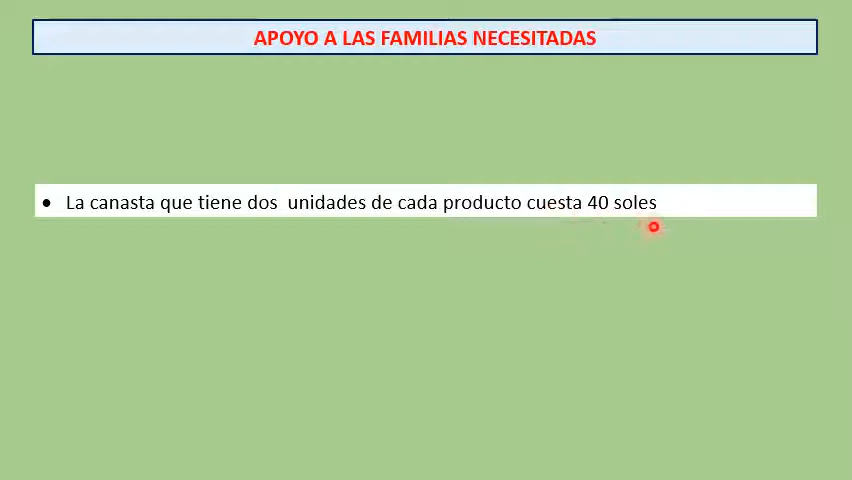 APOYO A LAS FAMILIAS NECESITADAS
• La canasta que tiene dos unidades de cada producto cuesta 40 soles